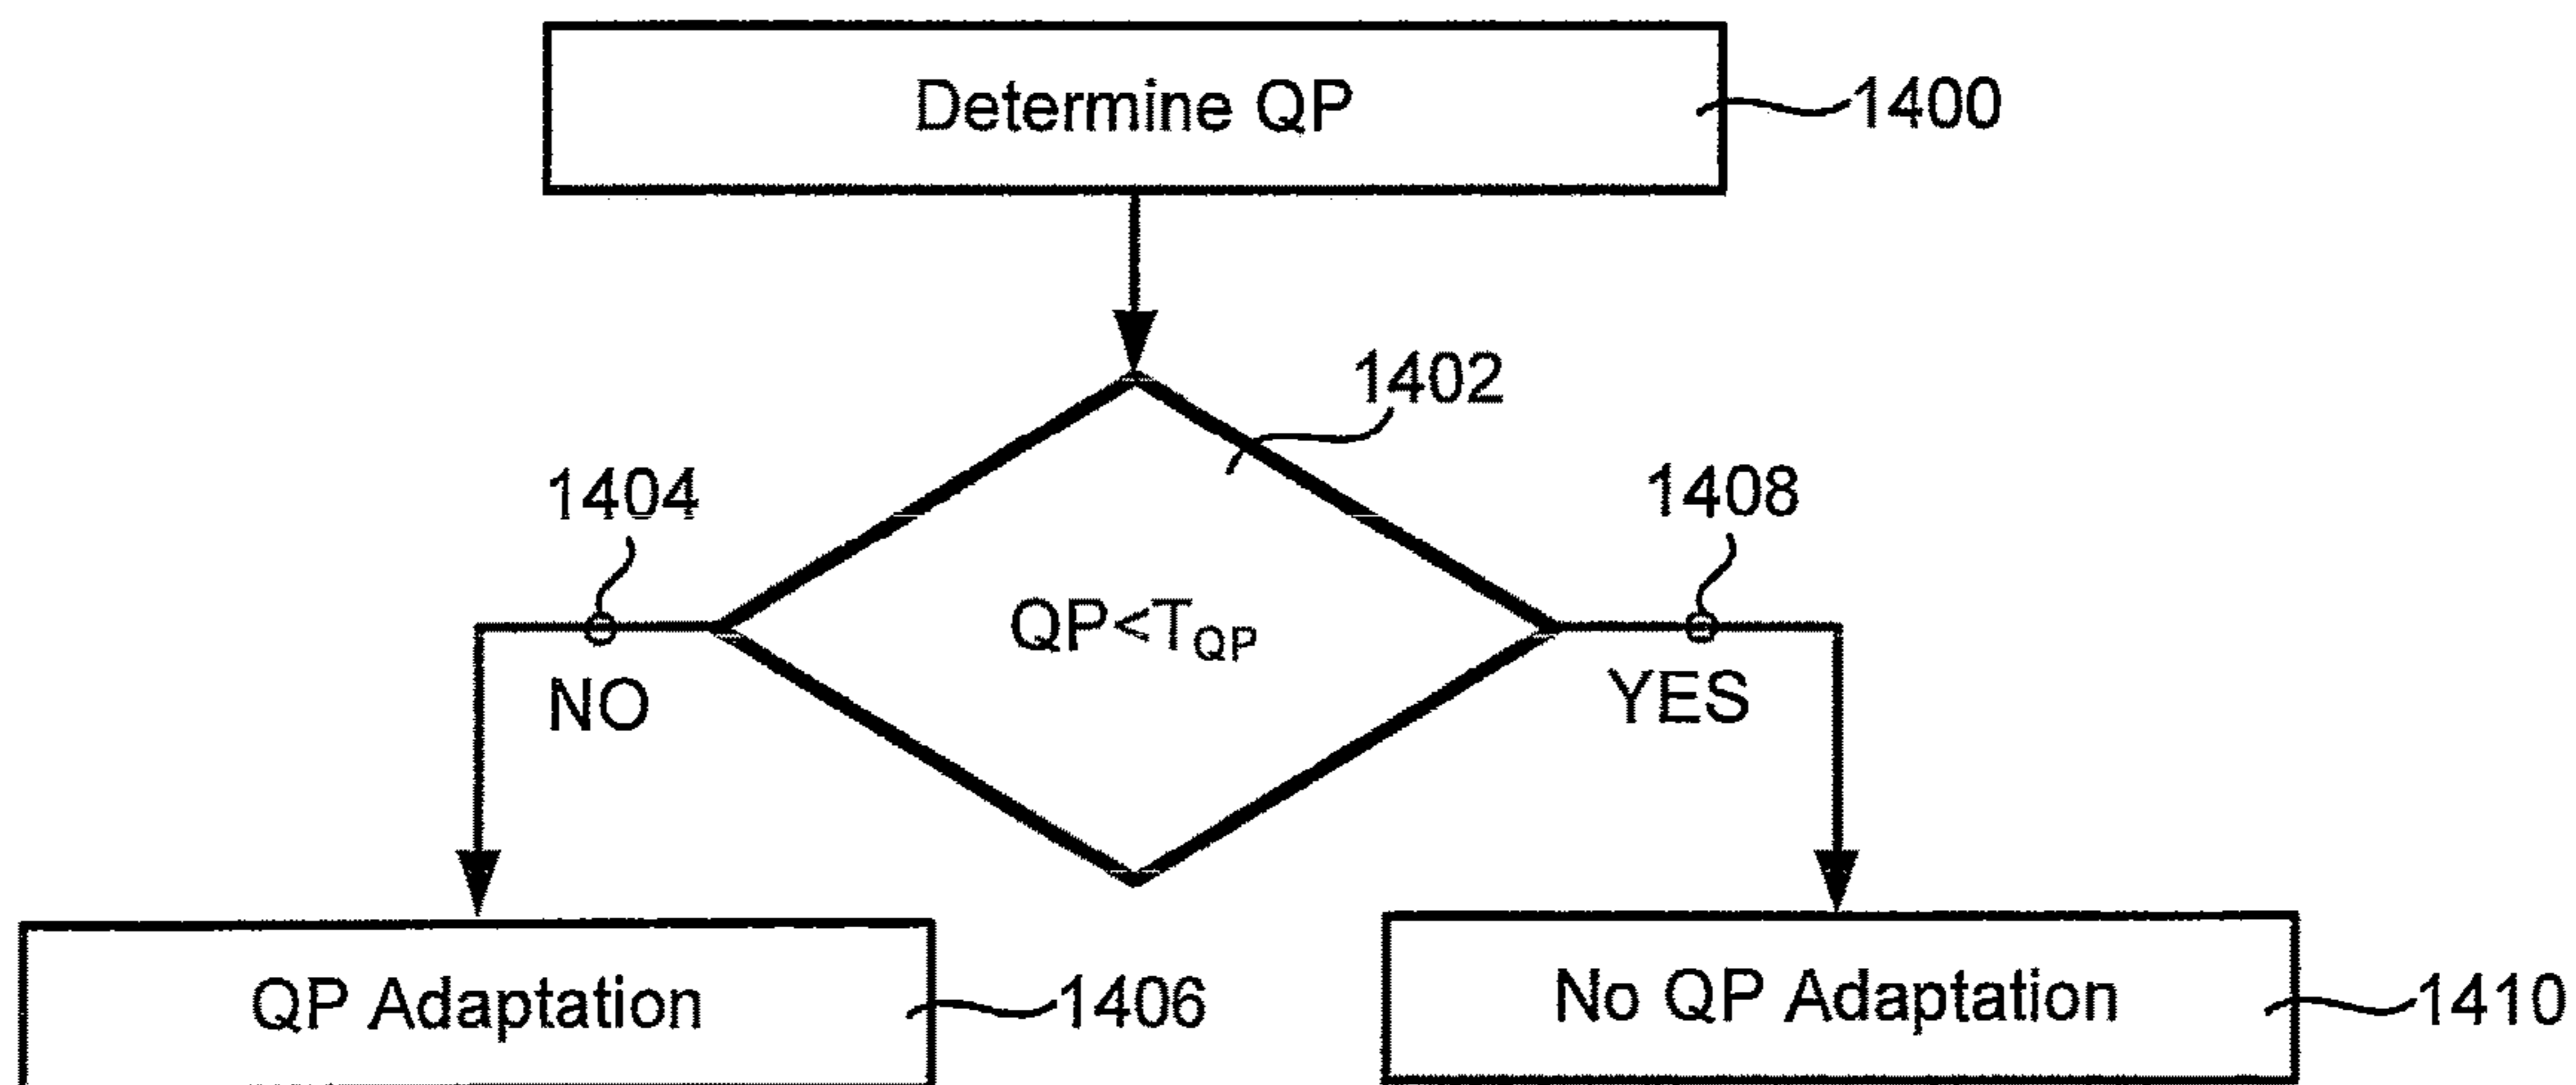 Determine QP
1400
1402
1404
1408
QP<T_QP
NO
YES
QP Adaptation
1406
No QP Adaptation
1410